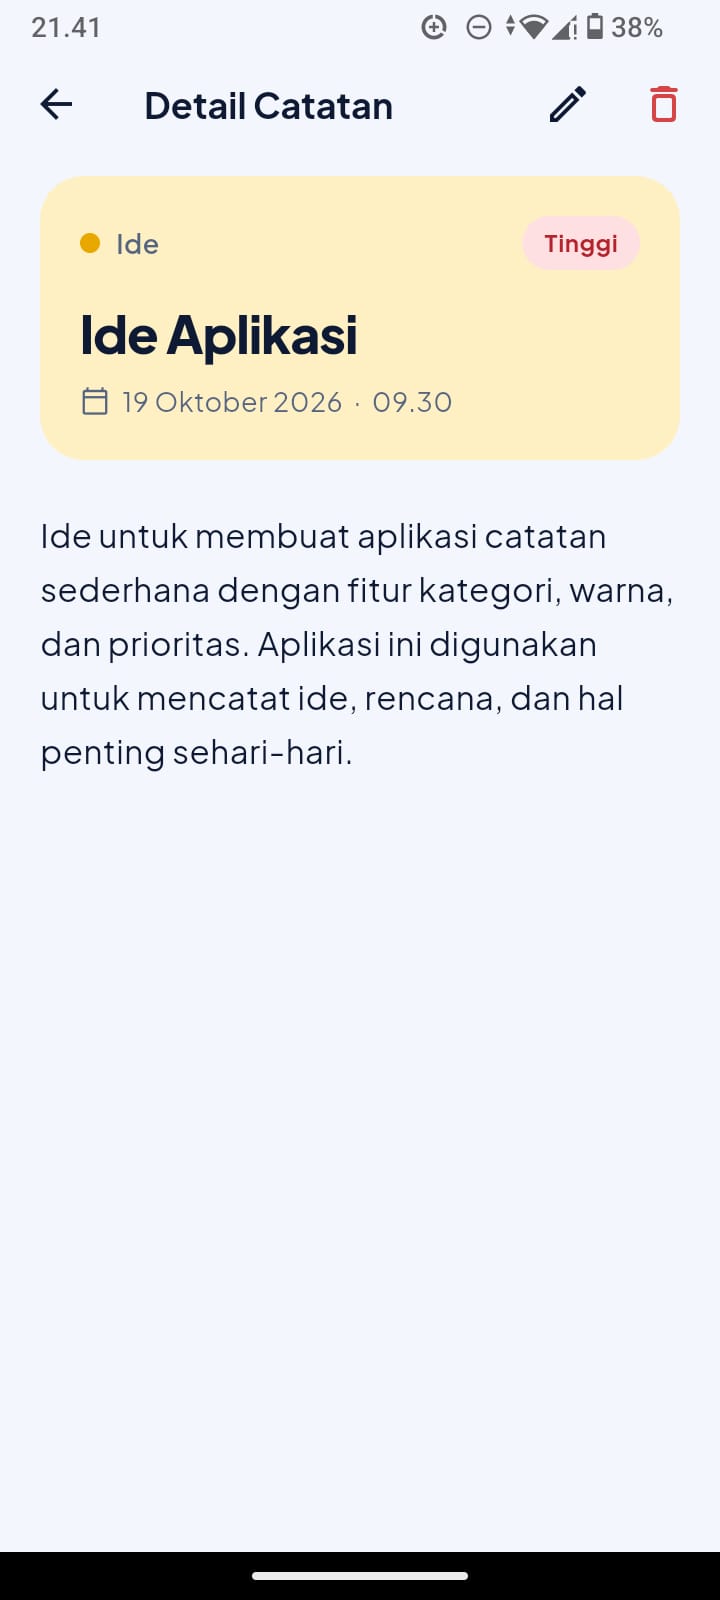 21.41
38%
Detail Catatan
Ide
Tinggi
Ide Aplikasi
19 Oktober 2026 · 09.30
Ide untuk membuat aplikasi catatan
sederhana dengan fitur kategori, warna,
dan prioritas. Aplikasi ini digunakan
untuk mencatat ide, rencana, dan hal
penting sehari-hari.